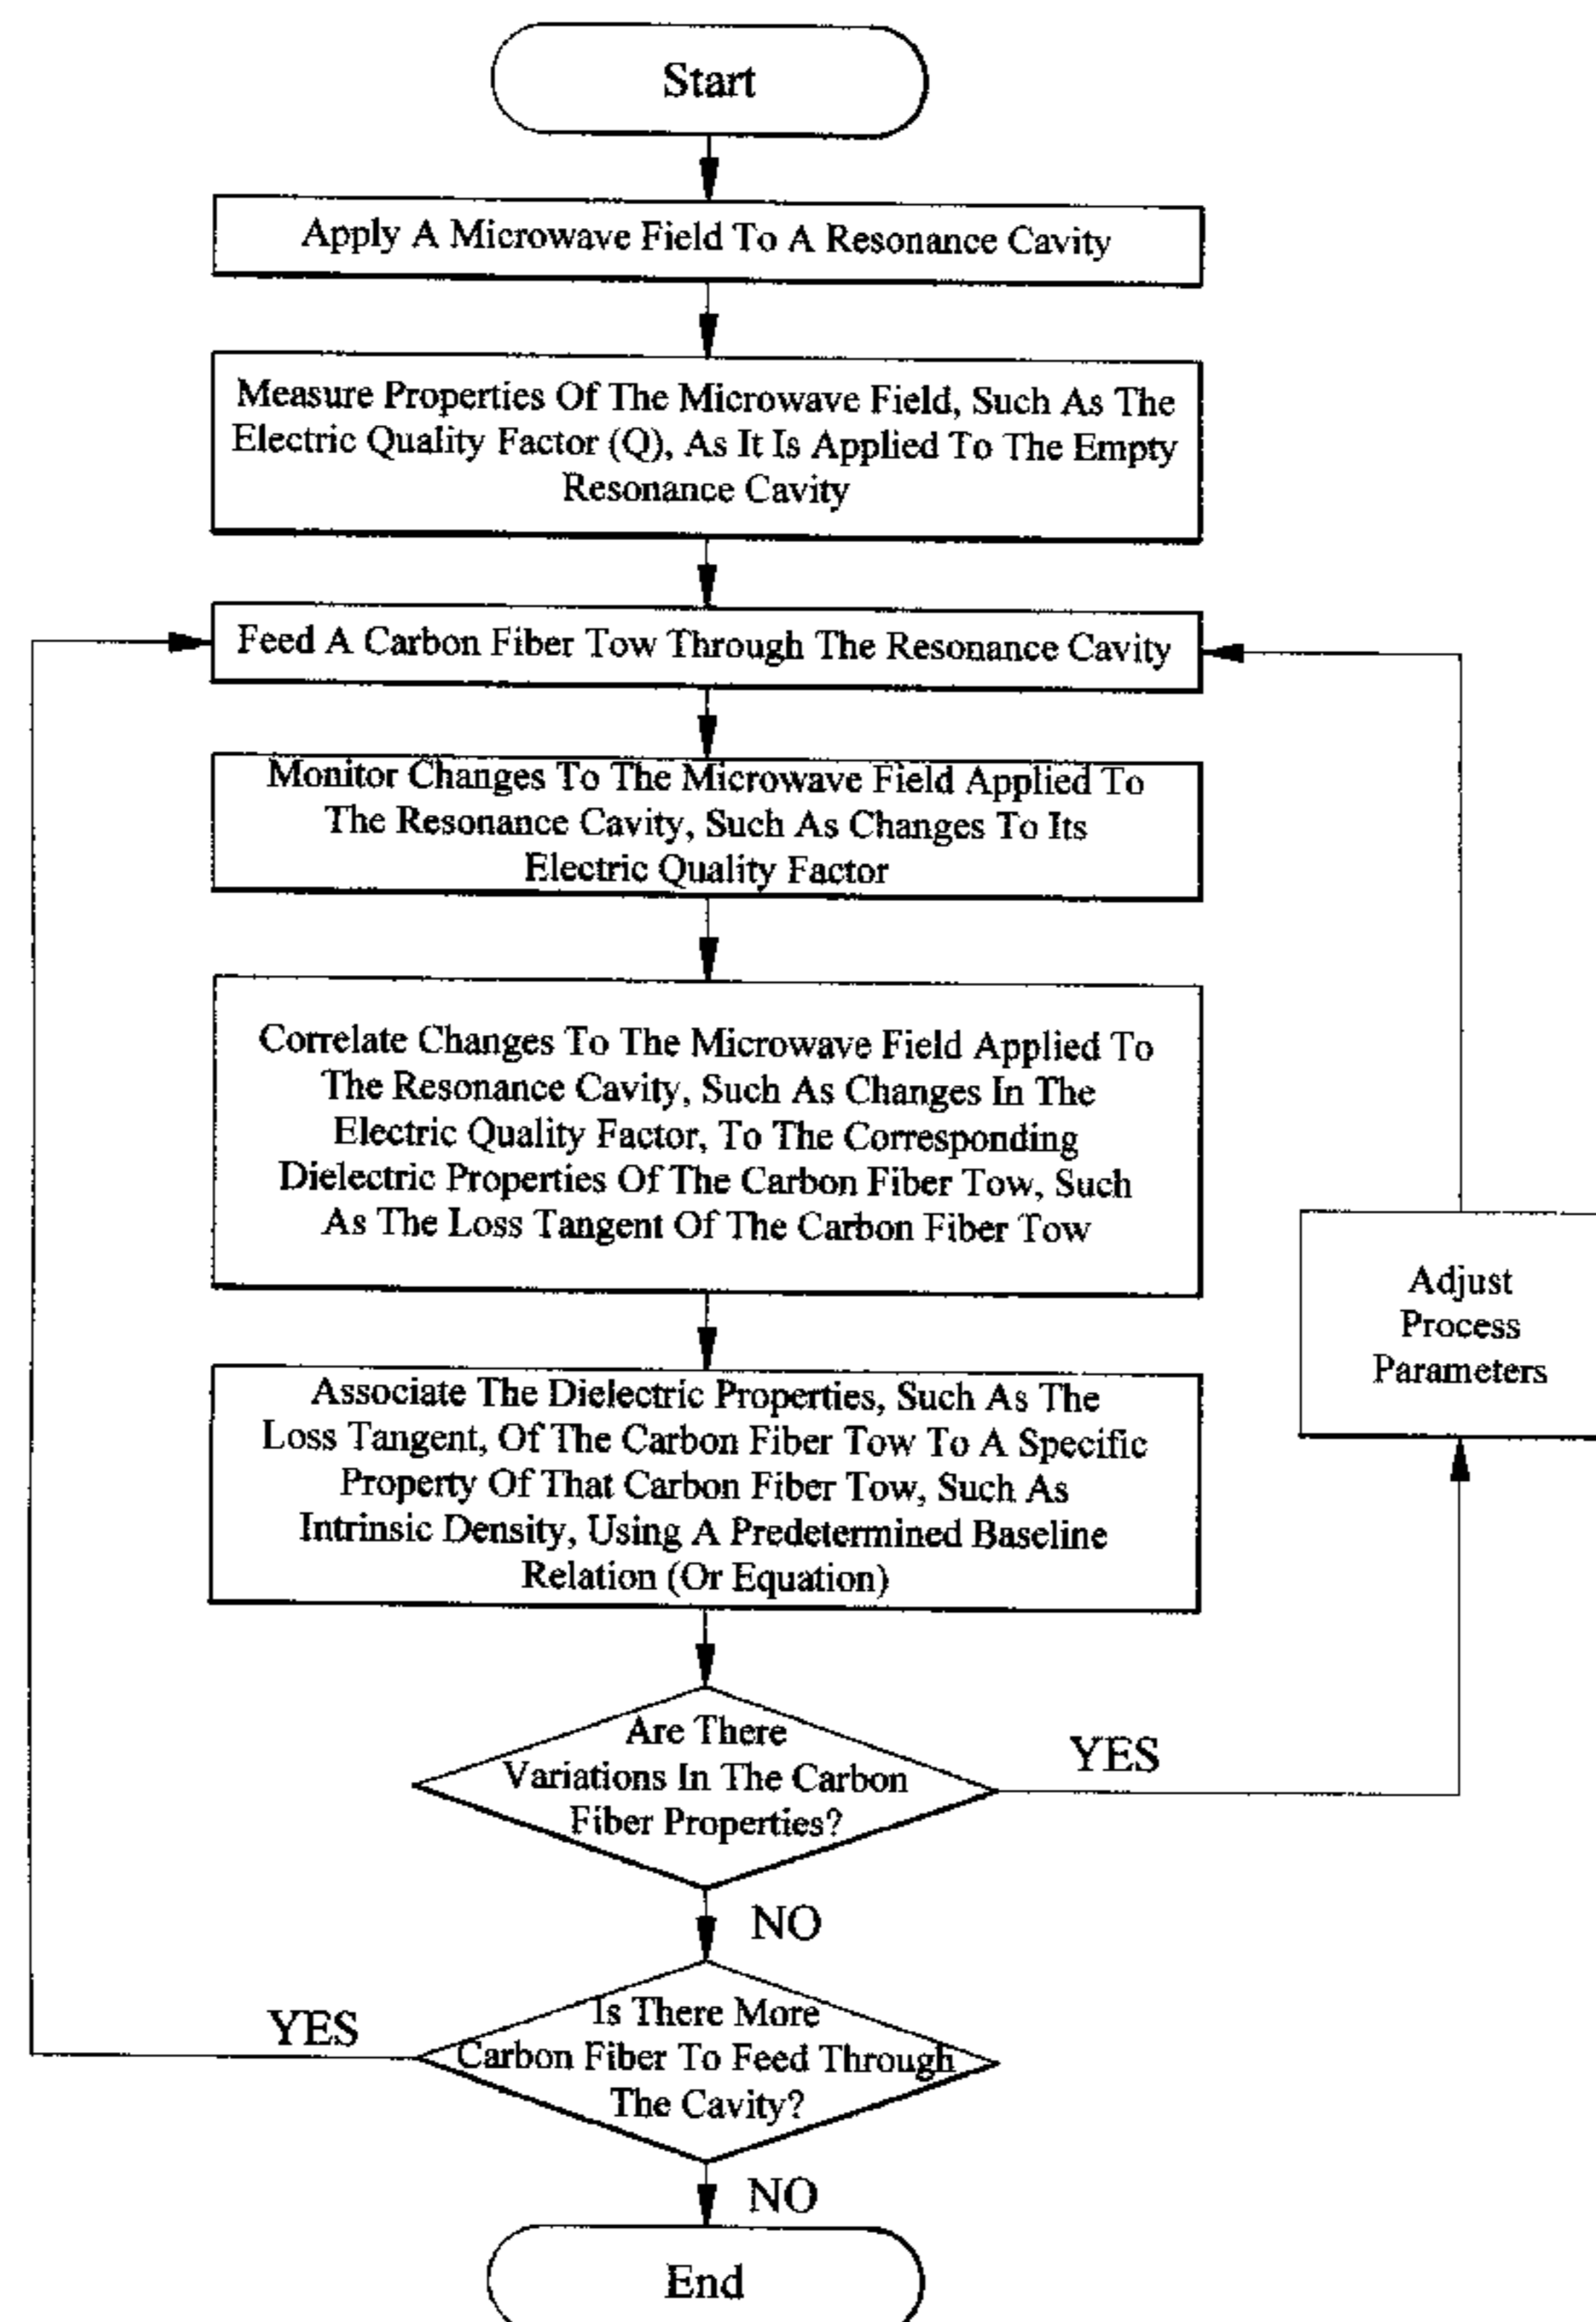 Start
Apply A Microwave Field To A Resonance Cavity
Measure Properties Of The Microwave Field, Such As The
Electric Quality Factor (Q), As It Is Applied To The Empty
Resonance Cavity
Feed A Carbon Fiber Tow Through The Resonance Cavity
Monitor Changes To The Microwave Field Applied To
The Resonance Cavity, Such As Changes To Its
Electric Quality Factor
Correlate Changes To The Microwave Field Applied To
The Resonance Cavity, Such As Changes In The
Electric Quality Factor, To The Corresponding
Dielectric Properties Of The Carbon Fiber Tow, Such
As The Loss Tangent Of The Carbon Fiber Tow
Adjust
Process
Parameters
Associate The Dielectric Properties, Such As The
Loss Tangent, Of The Carbon Fiber Tow To A Specific
Property Of That Carbon Fiber Tow, Such As
Intrinsic Density, Using A Predetermined Baseline
Relation (Or Equation)
Are There
Variations In The Carbon
Fiber Properties?
YES
NO
Is There More
Carbon Fiber To Feed Through
The Cavity?
YES
NO
End